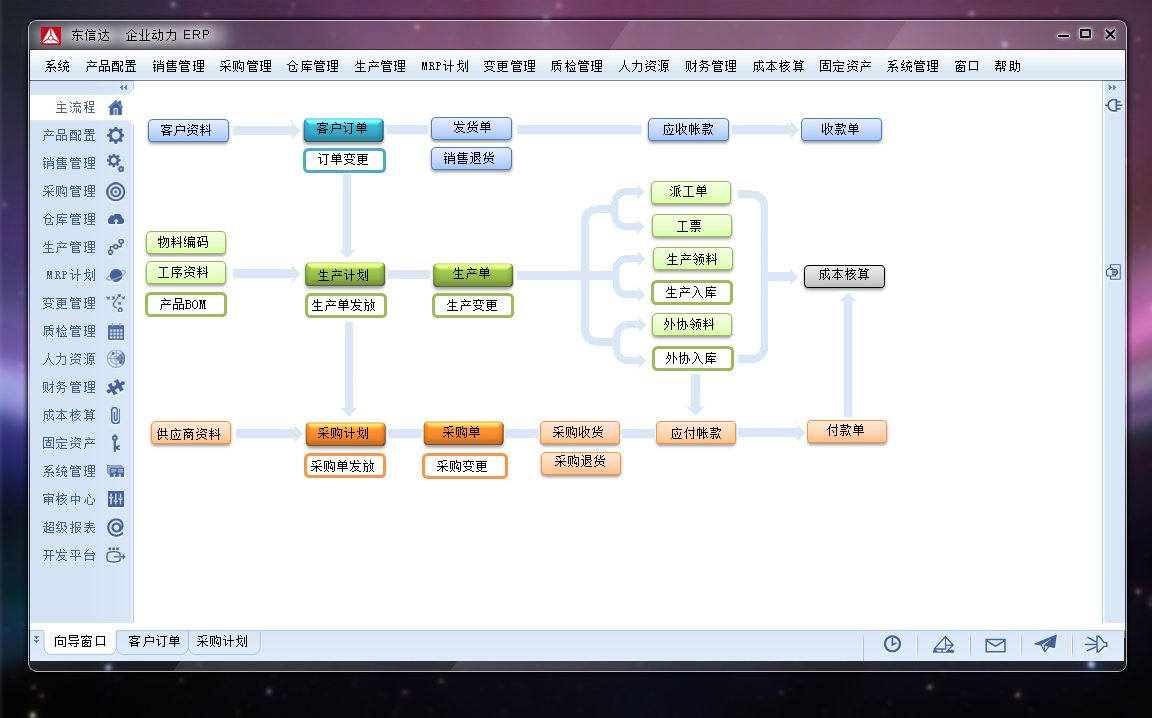 东信达 企业动力 ERP
系统 产品配置 销售管理 采购管理 仓库管理 生产管理 MRP计划 变更管理 质检管理 人力资源 财务管理 成本核算 固定资产 系统管理 窗口 帮助
主流程
产品配置
销售管理
采购管理
仓库管理
生产管理
MRP计划
变更管理
质检管理
人力资源
财务管理
成本核算
固定资产
系统管理
审核中心
超级报表
开发平台
客户资料 客户订单 发货单 应收帐款 收款单
订单变更 销售退货
派工单
工票
物料编码
生产领料
工序资料 生产计划 生产单 成本核算
产品BOM 生产单发放 生产变更 生产入库
外协领料
外协入库
供应商资料 采购计划 采购单 采购收货 应付帐款 付款单
采购单发放 采购变更 采购退货
向导窗口 客户订单 采购计划